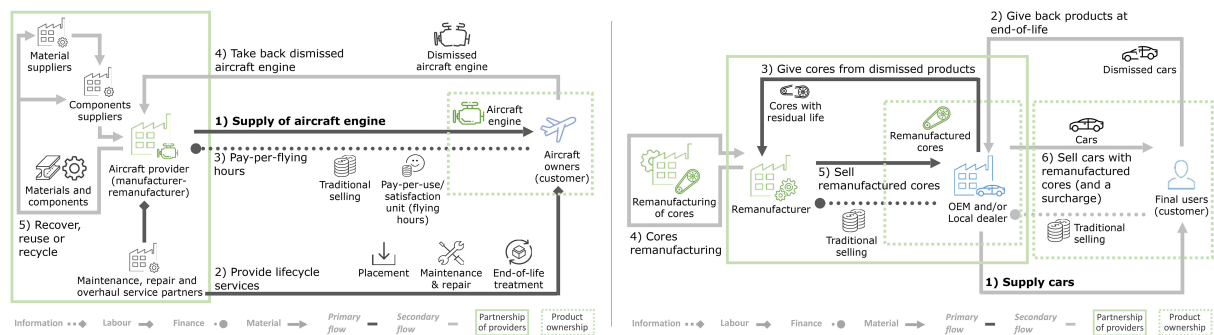 Material
suppliers
Components
suppliers
Materials and
components
5) Recover,
reuse or
recycle
4) Take back dismissed
aircraft engine
Dismissed
aircraft engine
1) Supply of aircraft engine
Aircraft
engine
Aircraft provider
(manufacturer-
remanufacturer)
3) Pay-per-flying
hours
Traditional
selling
Pay-per-use/
satisfaction
unit (flying
hours)
Aircraft
owners
(customer)
Maintenance, repair and
overhaul service partners
2) Provide lifecycle
services
Placement
Maintenance
& repair
End-of-life
treatment
Information
Labour
Finance
Material
Primary
flow
Secondary
flow
Partnership
of providers
Product
ownership
2) Give back products at
end-of-life
Dismissed cars
3) Give cores from dismissed products
Cores with
residual life
Remanufactured
cores
Cars
Remanufacturing
of cores
4) Cores
remanufacturing
Remanufacturer
5) Sell
remanufactured cores
Traditional
selling
OEM and/or
Local dealer
6) Sell cars with
remanufactured
cores (and a
surcharge)
Traditional
selling
Final users
(customer)
1) Supply cars
Information
Labour
Finance
Material
Primary
flow
Secondary
flow
Partnership
of providers
Product
ownership